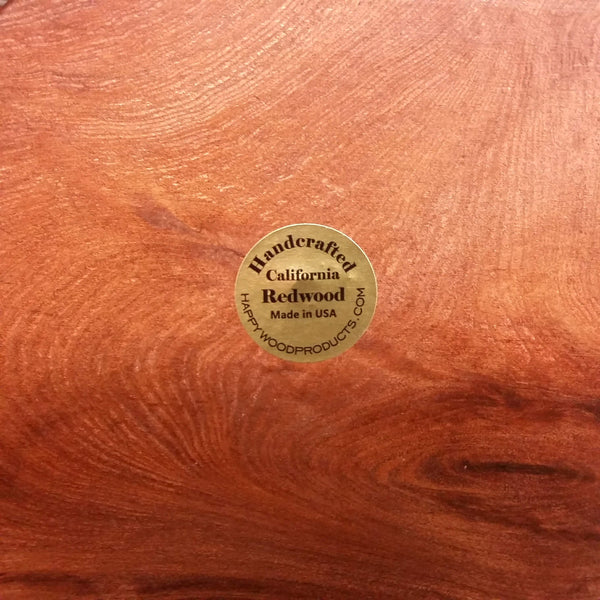 Handcrafted
California
Redwood
Made in USA
HAPPYWOODPRODUCTS.COM